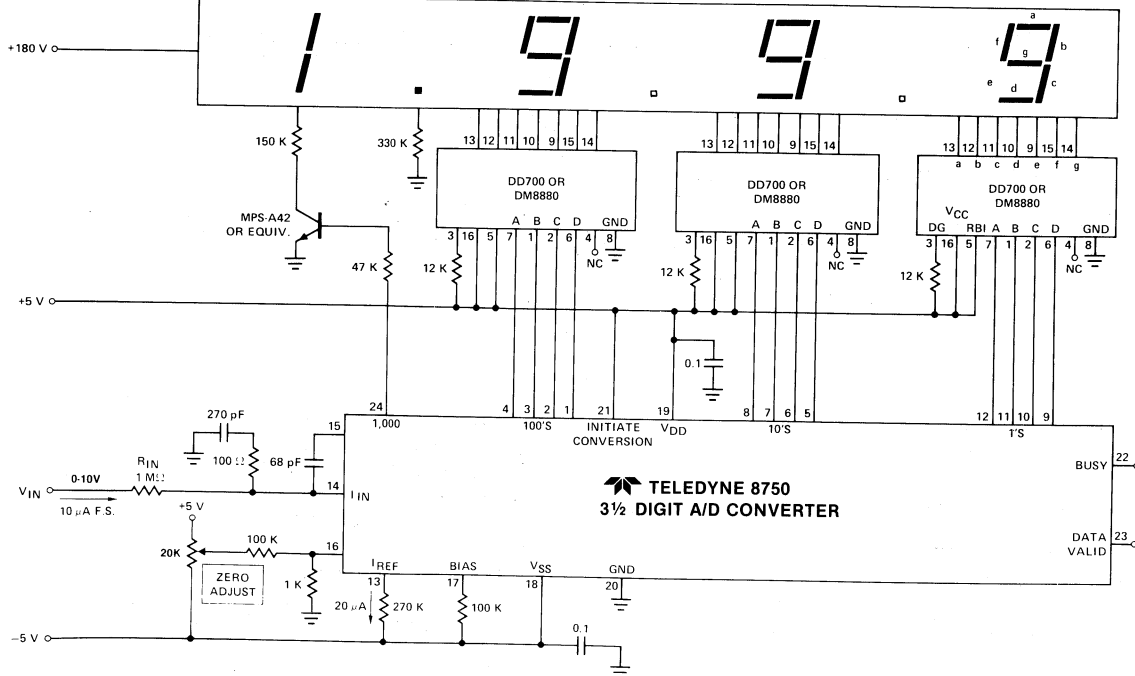 +180 V
a
f
b
g
e
c
d
150 K
330 K
13 12 11 10 9 15 14
13 12 11 10 9 15 14
13 12 11 10 9 15 14
a b c d e f g
DD700 OR
DM8880
DD700 OR
DM8880
DD700 OR
DM8880
MPS-A42
OR EQUIV.
A B C D GND
3 16 5 7 1 2 6 4 8
NC
A B C D GND
3 16 5 7 1 2 6 4 8
NC
VCC
DG RBI A B C D GND
3 16 5 7 1 2 6 4 8
NC
47 K
12 K
12 K
12 K
+5 V
0.1
24
1,000
4 3 2 1
100'S
21
INITIATE
CONVERSION
19
VDD
8 7 6 5
10'S
12 11 10 9
1'S
270 pF
100 Ω
68 pF
15
RIN
1 MΩ
VIN
0-10V
10 μA F.S.
14
IIN
BUSY
22
TELEDYNE 8750
3½ DIGIT A/D CONVERTER
+5 V
20K
100 K
16
ZERO
ADJUST
1 K
DATA
VALID
23
IREF
13
BIAS
17
VSS
18
GND
20
20 μA
270 K
100 K
−5 V
0.1